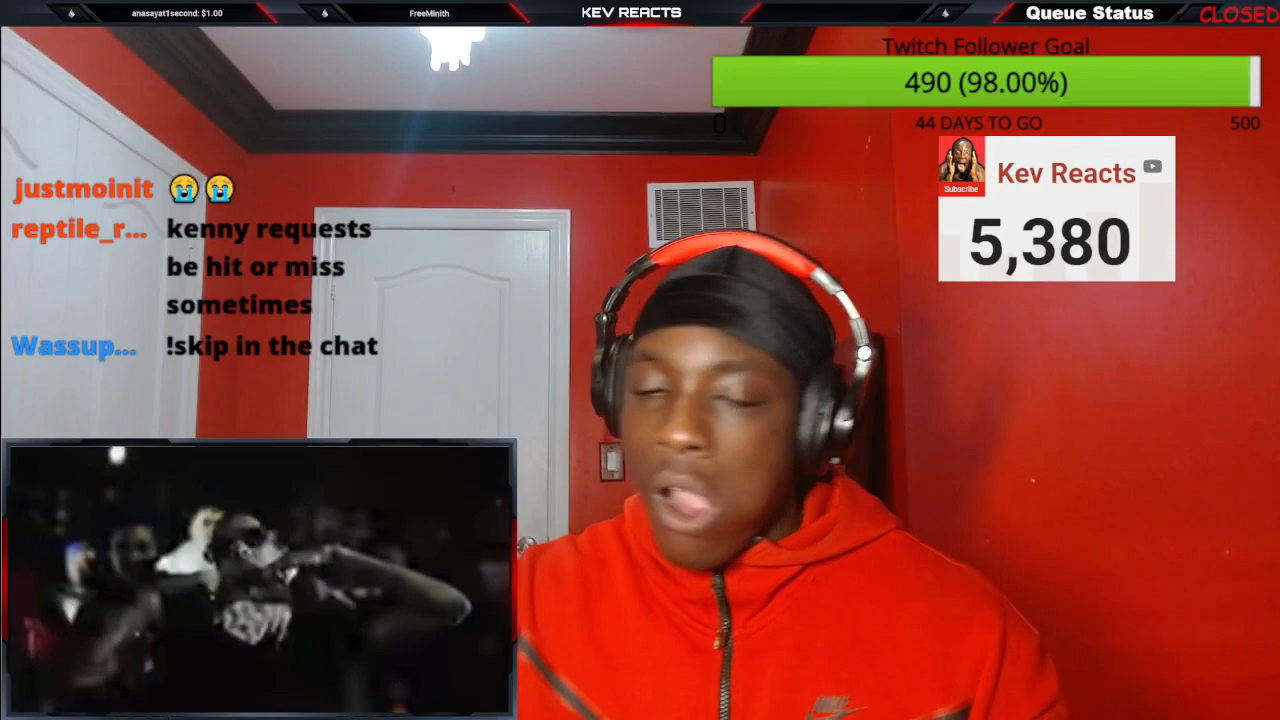 anasayat1second: $1.00
FreeMinith
KEV REACTS
Queue Status
CLOSED
Twitch Follower Goal
490 (98.00%)
0
44 DAYS TO GO
500
Subscribe
Kev Reacts
5,380
justmoinit 😭😭
reptile_r... kenny requests
be hit or miss
sometimes
Wassup... !skip in the chat
NIKE